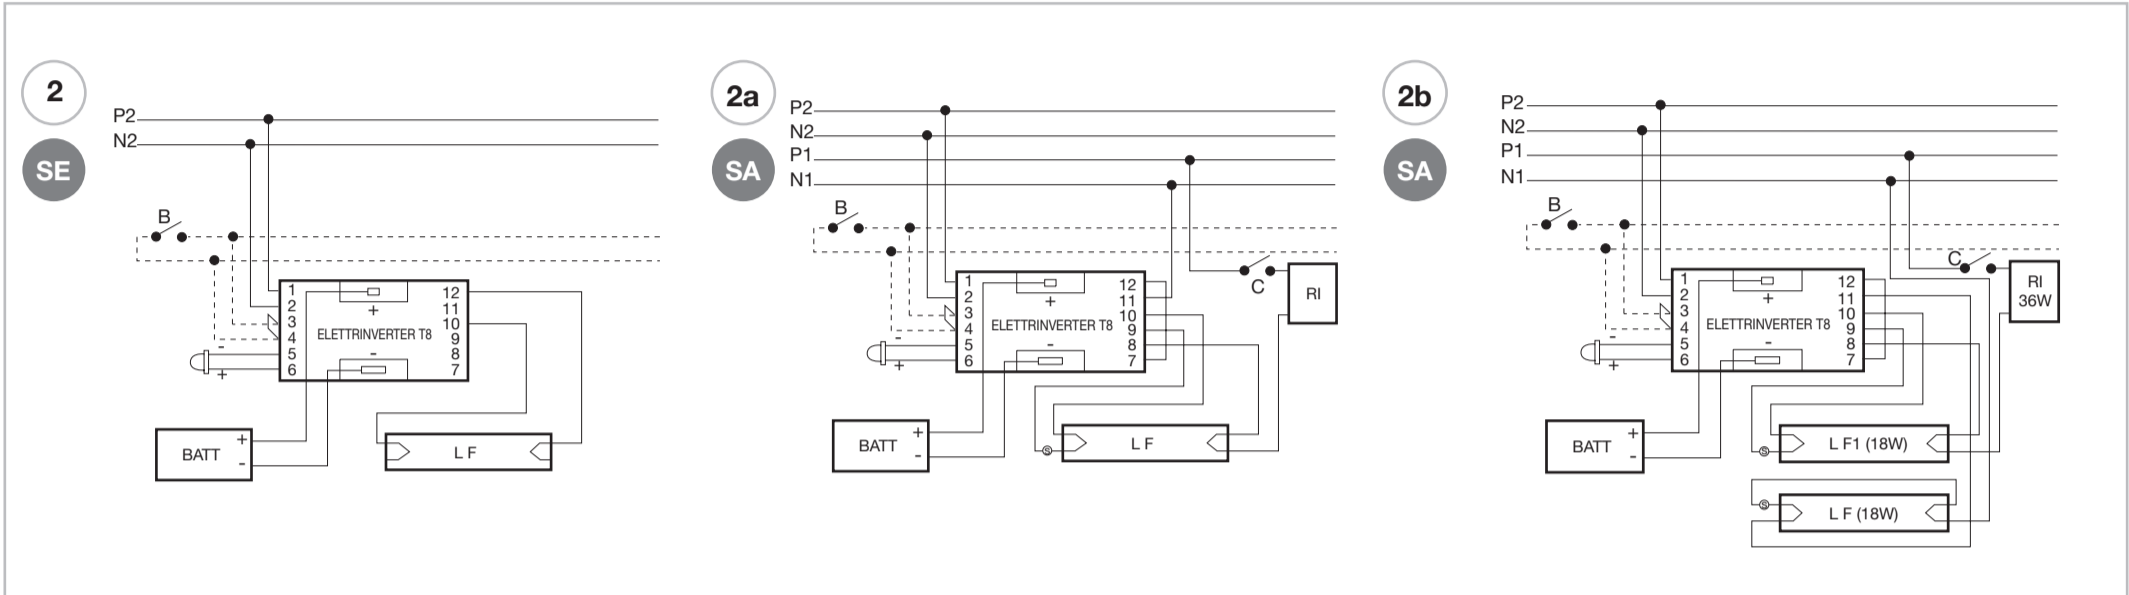 2
SE
P2
N2
B
1
2
3
4
5
6
12
11
10
9
8
7
+
ELETTRINVERTER T8
-
-
+
BATT
+
-
L F
2a
SA
P2
N2
P1
N1
B
C
RI
1
2
3
4
5
6
12
11
10
9
8
7
+
ELETTRINVERTER T8
-
-
+
BATT
+
-
S
L F
2b
SA
P2
N2
P1
N1
B
C
RI
36W
1
2
3
4
5
6
12
11
10
9
8
7
+
ELETTRINVERTER T8
-
-
+
BATT
+
-
S
L F1 (18W)
S
L F (18W)